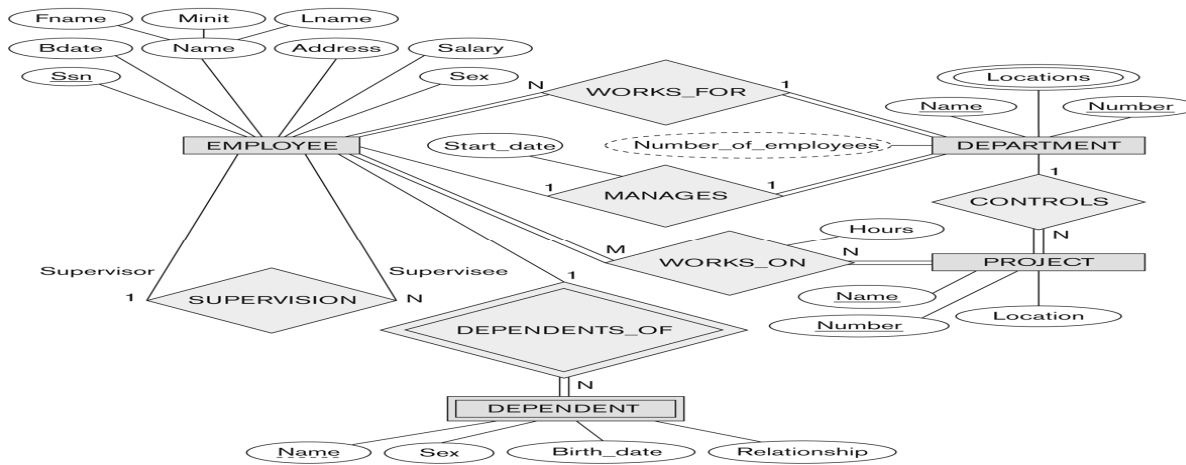 Fname Minit Lname
Bdate Name Address Salary
Ssn Sex
N WORKS_FOR 1
Locations
Name Number
EMPLOYEE Start_date Number_of_employees DEPARTMENT
1 MANAGES 1
1
CONTROLS
N
M WORKS_ON N
Hours
PROJECT
Supervisor Supervisee
1 SUPERVISION N
Name
Number
Location
1
DEPENDENTS_OF
N
DEPENDENT
Name Sex Birth_date Relationship